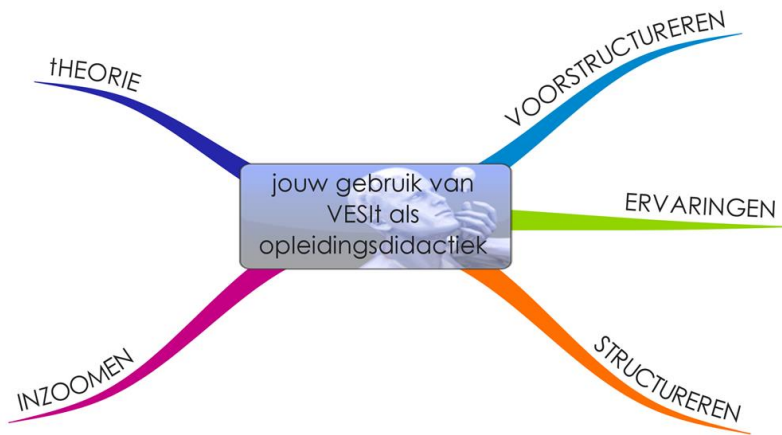 jouw gebruik van
VESIt als
opleidingsdidactiek
VOORSTRUCTUREREN
ERVARINGEN
STRUCTUREREN
INZOOMEN
tHEORIE